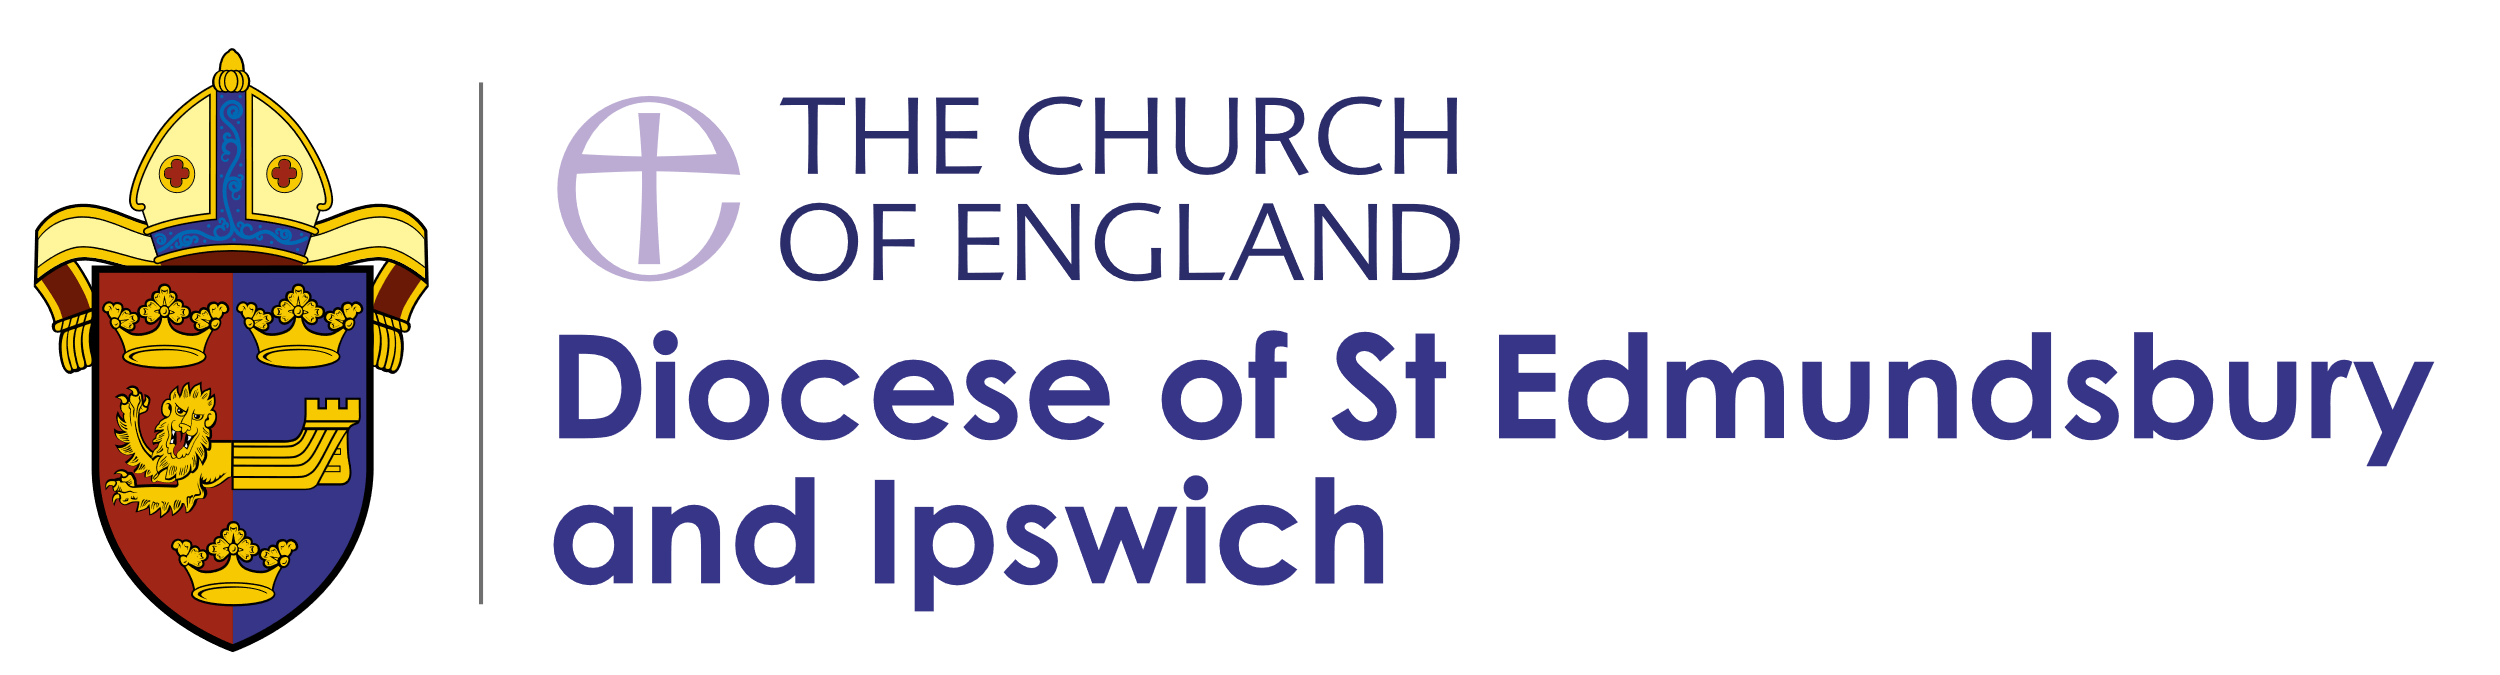 THE CHURCH
OF ENGLAND
Diocese of St Edmundsbury
and Ipswich